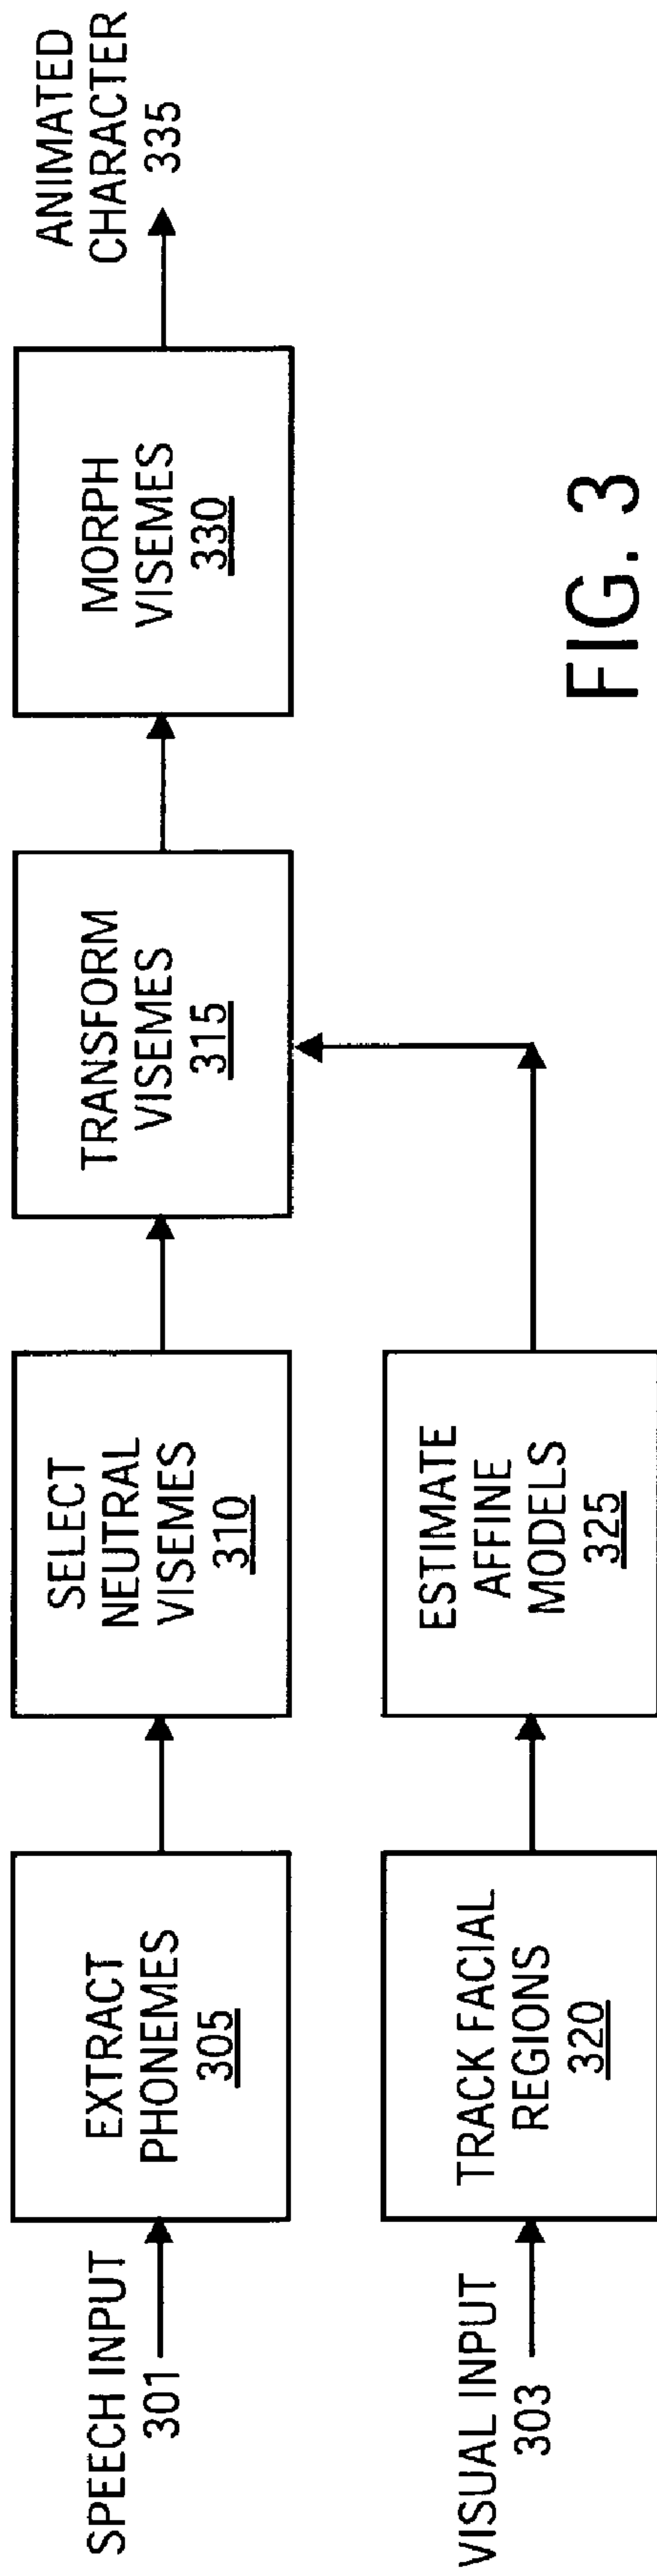 SPEECH INPUT
301
EXTRACT
PHONEMES
305
SELECT
NEUTRAL
VISEMES
310
TRANSFORM
VISEMES
315
MORPH
VISEMES
330
ANIMATED
CHARACTER
335
VISUAL INPUT
303
TRACK FACIAL
REGIONS
320
ESTIMATE
AFFINE
MODELS
325
FIG. 3